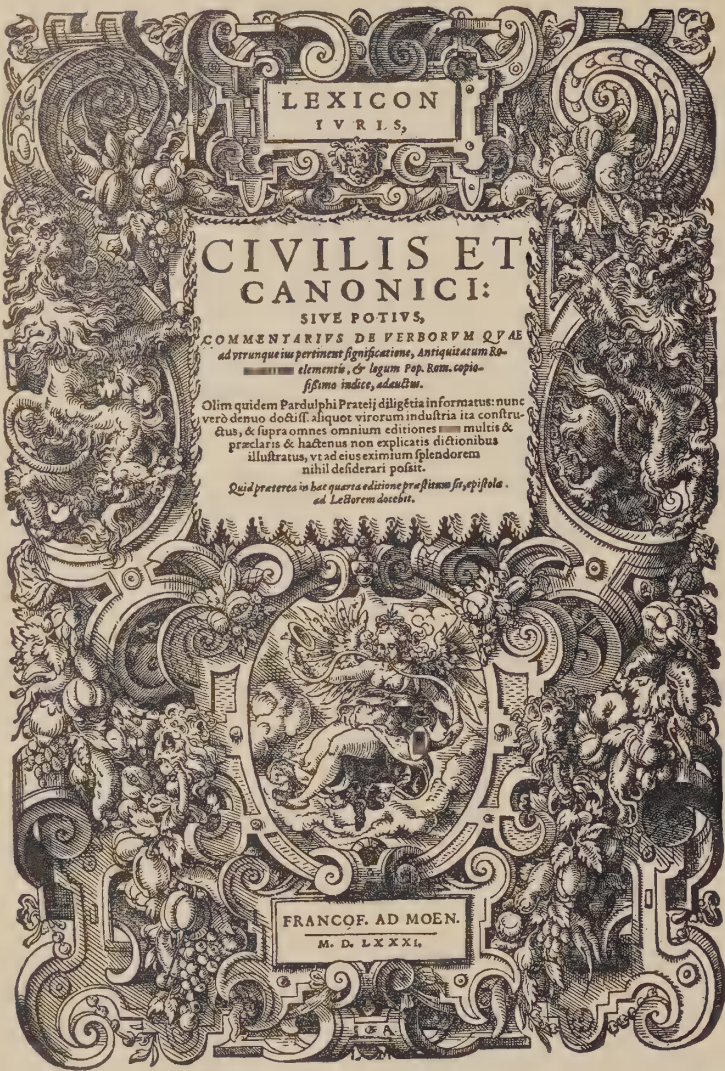 LEXICON
IVRIS,
CIVILIS ET
CANONICI:
SIVE POTIVS,
COMMENTARIVS DE VERBORVM QVAE
ad vtrunque ius pertinent significatione, Antiquitatum Ro-
elementis, & legum Pop. Rom. copio-
sissimo indice, adauctus.
Olim quidem Pardulphi Prateij diligẽtia informatus: nunc
verò denuo doctiss. aliquot virorum industria ita constru-
ctus, & supra omnes omnium editiones multis &
præclaris & hactenus non explicatis dictionibus
illustratus, vt ad eius eximium splendorem
nihil desiderari possit.
Quid præterea in hac quarta editione præstitum sit, epistola
ad Lectorem docebit.
FRANCOF. AD MOEN.
M. D. LXXXI.